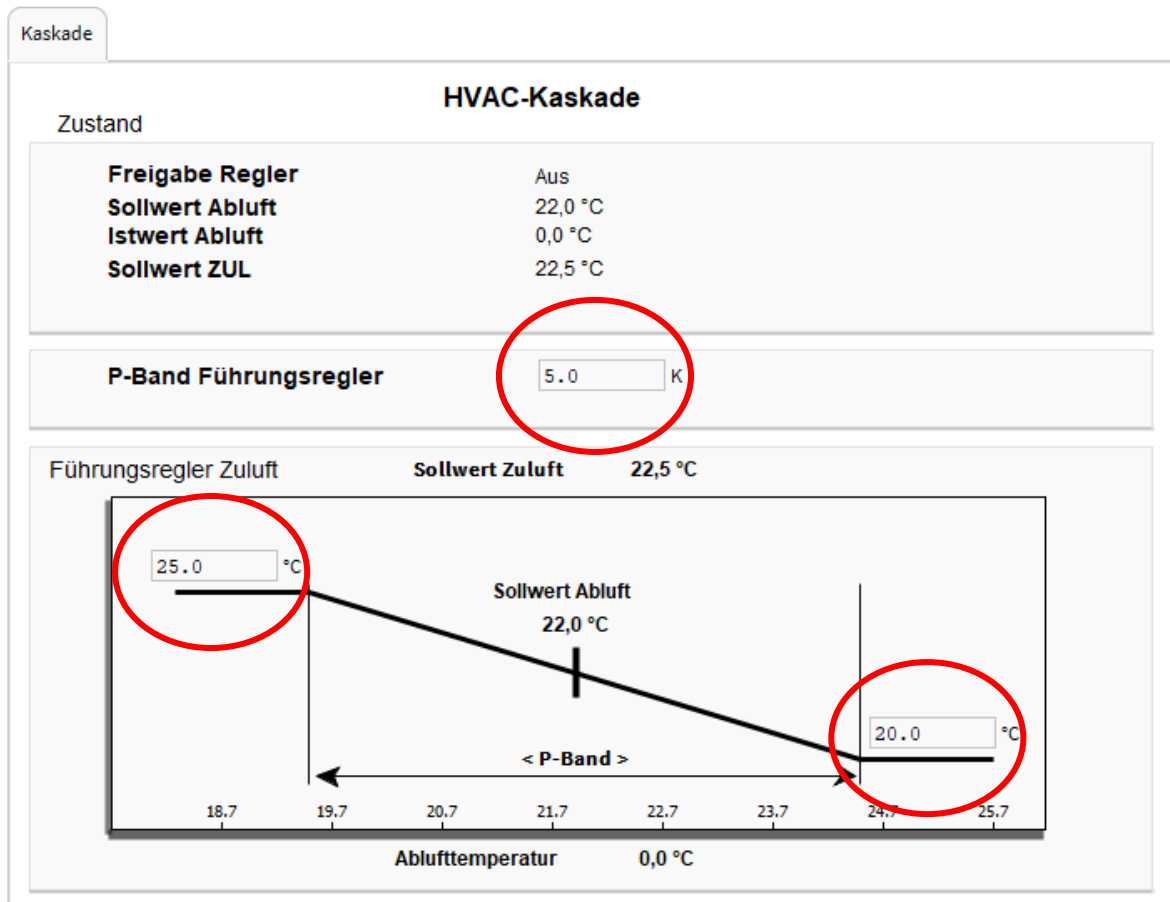 Kaskade
HVAC-Kaskade
Zustand
Freigabe Regler Aus
Sollwert Abluft 22,0 °C
Istwert Abluft 0,0 °C
Sollwert ZUL 22,5 °C
P-Band Führungsregler 5.0 K
Führungsregler Zuluft Sollwert Zuluft 22,5 °C
25.0 °C
Sollwert Abluft
22,0 °C
20.0 °C
< P-Band >
18.7 19.7 20.7 21.7 22.7 23.7 24.7 25.7
Ablufttemperatur 0,0 °C